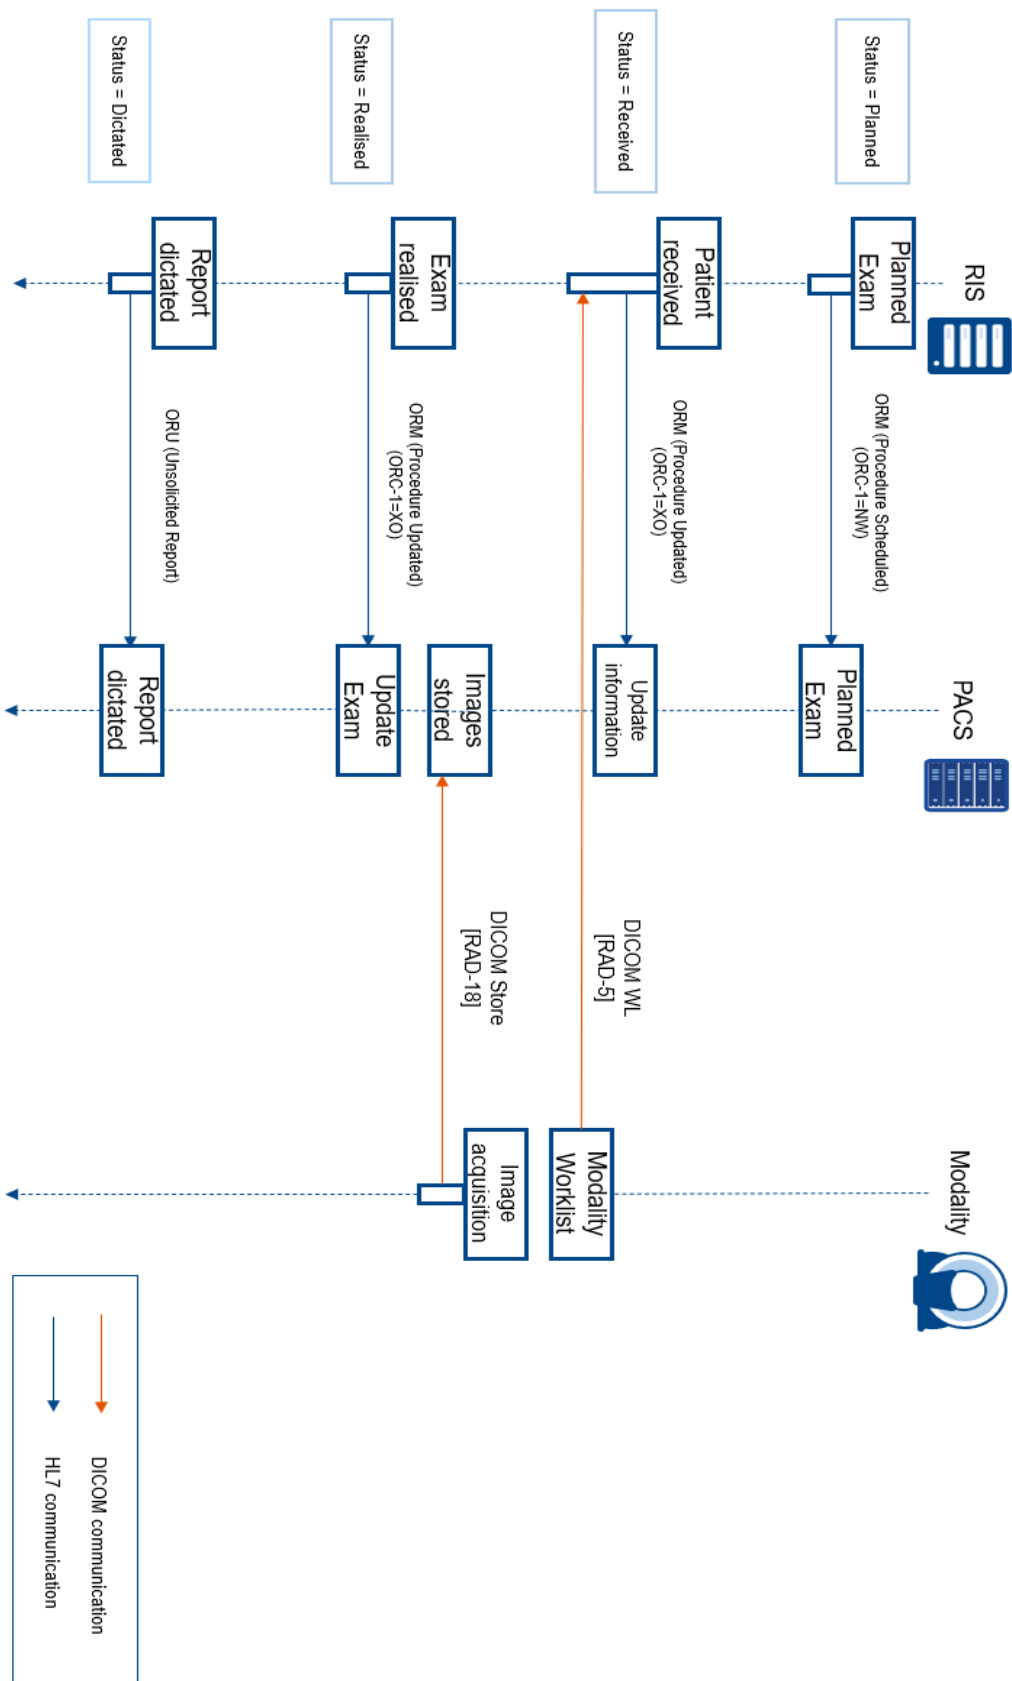 RIS
PACS
Modality
Status = Planned
Planned
Exam
ORM (Procedure Scheduled)
(ORC-1=NW)
Planned
Exam
Status = Received
Patient
received
ORM (Procedure Updated)
(ORC-1=XO)
Update
information
DICOM WL
[RAD-5]
Modality
Worklist
Image
acquisition
DICOM Store
[RAD-18]
Images
stored
Status = Realised
Exam
realised
ORM (Procedure Updated)
(ORC-1=XO)
Update
Exam
Status = Dictated
Report
dictated
ORU (Unsolicited Report)
Report
dictated
DICOM communication
HL7 communication